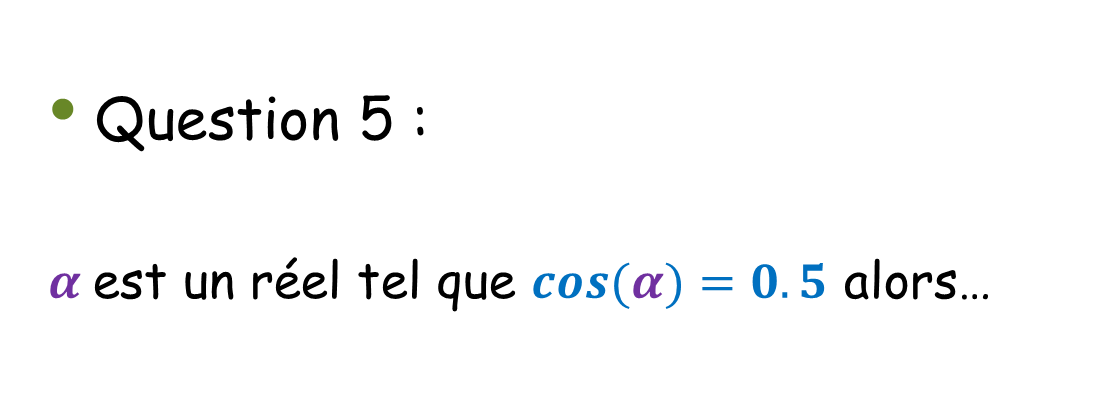 • Question 5 :
α est un réel tel que cos(α) = 0.5 alors…